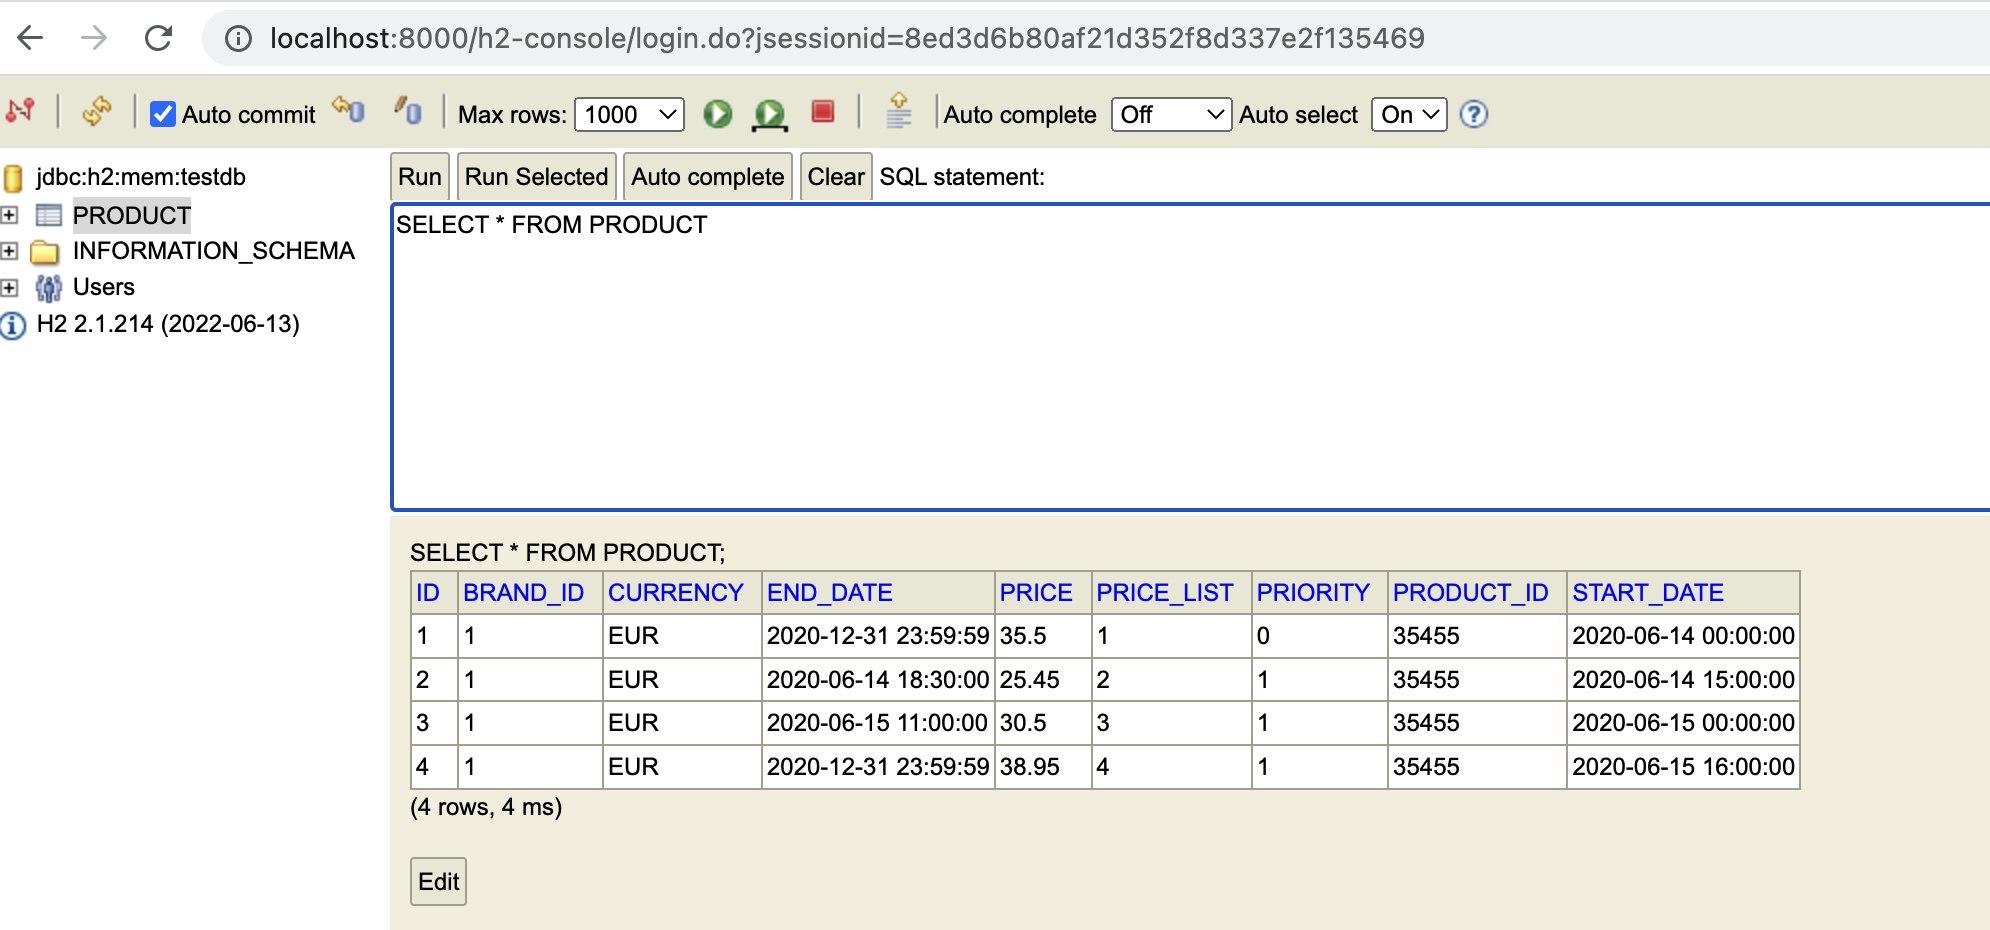 localhost:8000/h2-console/login.do?jsessionid=8ed3d6b80af21d352f8d337e2f135469
Auto commit Max rows: 1000 Auto complete Off Auto select On ?
jdbc:h2:mem:testdb
PRODUCT
INFORMATION_SCHEMA
Users
H2 2.1.214 (2022-06-13)
Run Run Selected Auto complete Clear SQL statement:
SELECT * FROM PRODUCT
SELECT * FROM PRODUCT;
ID BRAND_ID CURRENCY END_DATE PRICE PRICE_LIST PRIORITY PRODUCT_ID START_DATE
1 1 EUR 2020-12-31 23:59:59 35.5 1 0 35455 2020-06-14 00:00:00
2 1 EUR 2020-06-14 18:30:00 25.45 2 1 35455 2020-06-14 15:00:00
3 1 EUR 2020-06-15 11:00:00 30.5 3 1 35455 2020-06-15 00:00:00
4 1 EUR 2020-12-31 23:59:59 38.95 4 1 35455 2020-06-15 16:00:00
(4 rows, 4 ms)
Edit